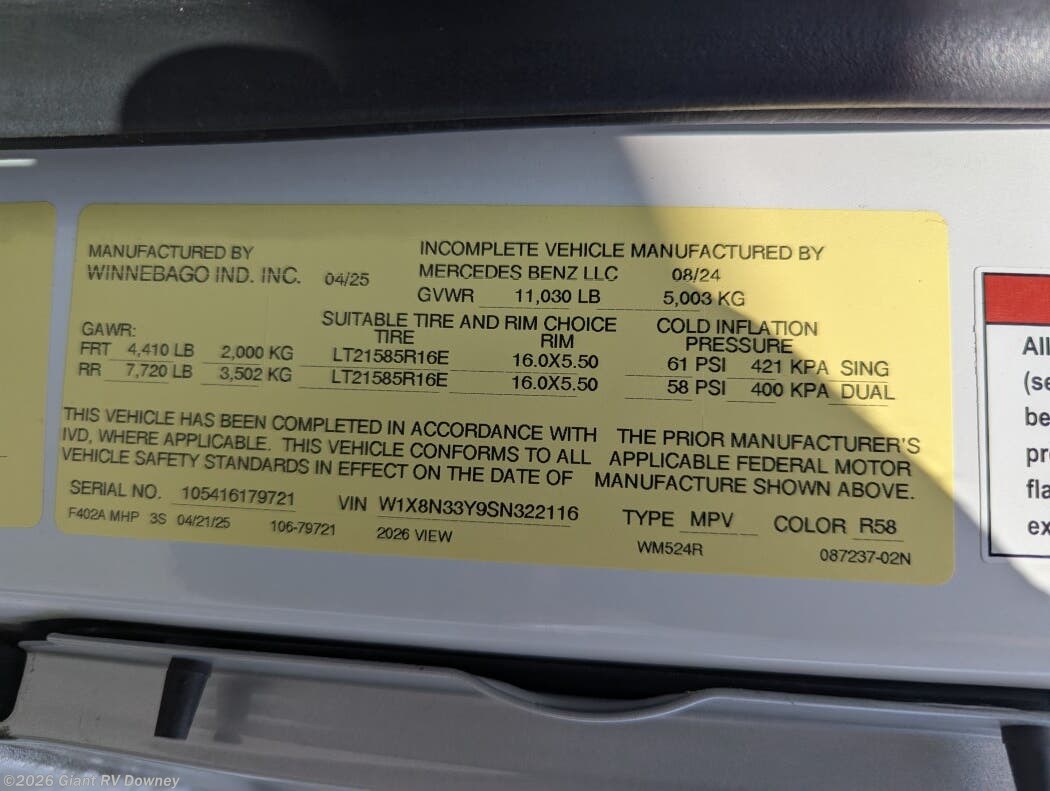 MANUFACTURED BY
WINNEBAGO IND. INC. 04/25
INCOMPLETE VEHICLE MANUFACTURED BY
MERCEDES BENZ LLC 08/24
GVWR 11,030 LB 5,003 KG
SUITABLE TIRE AND RIM CHOICE
TIRE RIM
COLD INFLATION
PRESSURE
GAWR:
FRT 4,410 LB 2,000 KG LT21585R16E 16.0X5.50 61 PSI 421 KPA SING
RR 7,720 LB 3,502 KG LT21585R16E 16.0X5.50 58 PSI 400 KPA DUAL
THIS VEHICLE HAS BEEN COMPLETED IN ACCORDANCE WITH THE PRIOR MANUFACTURER'S
IVD, WHERE APPLICABLE. THIS VEHICLE CONFORMS TO ALL APPLICABLE FEDERAL MOTOR
VEHICLE SAFETY STANDARDS IN EFFECT ON THE DATE OF MANUFACTURE SHOWN ABOVE.
SERIAL NO. 105416179721 VIN W1X8N33Y9SN322116 TYPE MPV COLOR R58
F402A MHP 3S 04/21/25 106-79721 2026 VIEW WM524R 087237-02N
All
(se
be
pr
fla
ex
©2026 Giant RV Downey